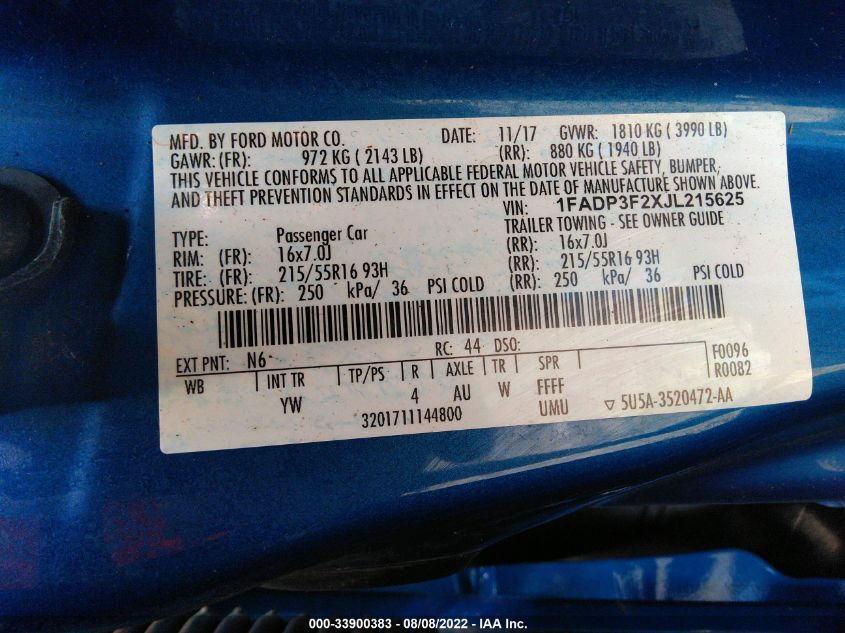 MFD. BY FORD MOTOR CO. DATE: 11/17 GVWR: 1810 KG ( 3990 LB)
GAWR: (FR): 972 KG ( 2143 LB) (RR): 880 KG ( 1940 LB)
THIS VEHICLE CONFORMS TO ALL APPLICABLE FEDERAL MOTOR VEHICLE SAFETY, BUMPER,
AND THEFT PREVENTION STANDARDS IN EFFECT ON THE DATE OF MANUFACTURE SHOWN ABOVE.
VIN: 1FADP3F2XJL215625
TYPE: Passenger Car TRAILER TOWING - SEE OWNER GUIDE
RIM: (FR): 16x7.0J (RR): 16x7.0J
TIRE: (FR): 215/55R16 93H (RR): 215/55R16 93H
PRESSURE: (FR): 250 kPa/ 36 PSI COLD (RR): 250 kPa/ 36 PSI COLD
EXT PNT: N6 RC: 44 DSO: F0096
WB INT TR TP/PS R AXLE TR SPR R0082
YW 4 AU W FFFF
3201711144800 UMU ▽ 5U5A-3520472-AA
000-33900383 - 08/08/2022 - IAA Inc.